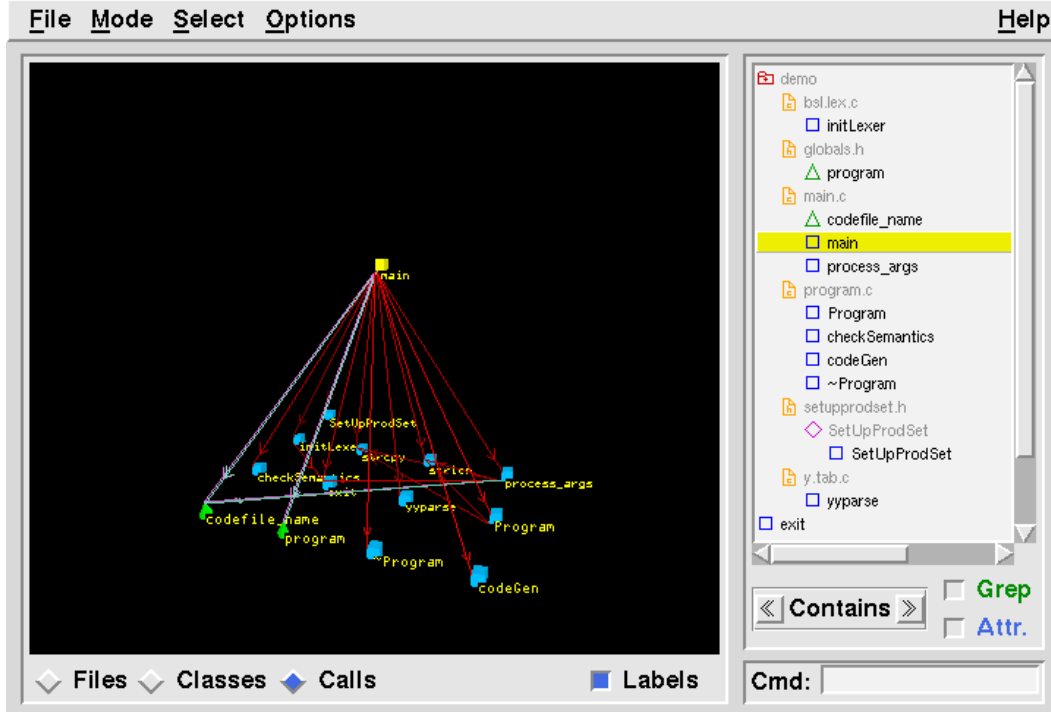 File Mode Select Options Help
main
SetUpProdSet
initLexer
strcpy
strlen
checkSemantics
exit
process_args
yyparse
codefile_name
program
Program
~Program
codeGen
demo
bsl.lex.c
initLexer
globals.h
program
main.c
codefile_name
main
process_args
program.c
Program
checkSemantics
codeGen
~Program
setupprodset.h
SetUpProdSet
SetUpProdSet
y.tab.c
yyparse
exit
Contains
Grep
Attr.
Files Classes Calls Labels
Cmd: